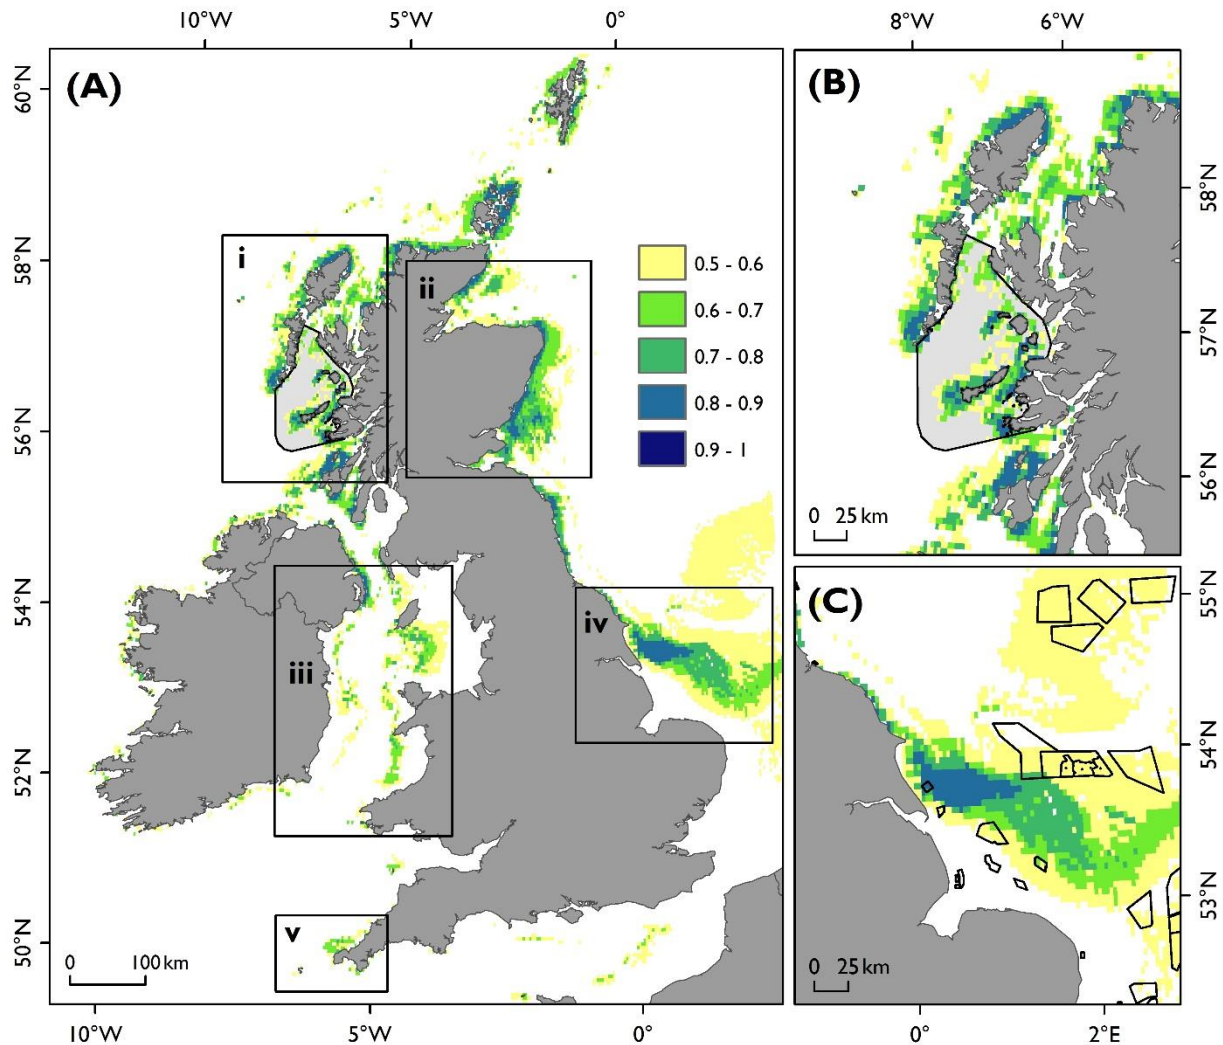 10°W 5°W 0°
8°W 6°W
(A)
(B)
60°N
58°N
56°N
54°N
52°N
50°N
i
ii
iii
iv
v
0.5 - 0.6
0.6 - 0.7
0.7 - 0.8
0.8 - 0.9
0.9 - 1
0 100 km
10°W 5°W 0°
58°N
57°N
56°N
0 25 km
(C)
55°N
54°N
53°N
0 25 km
0° 2°E